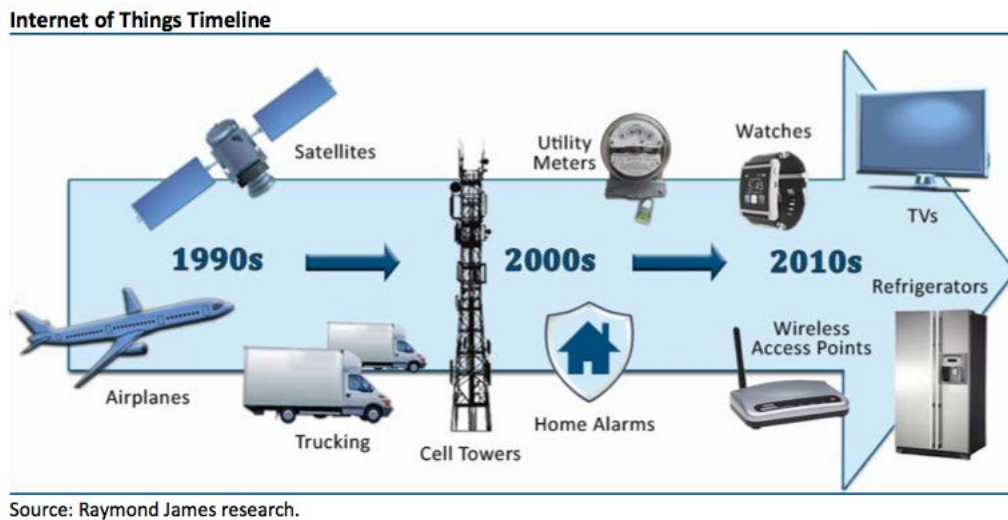 Internet of Things Timeline
Satellites
Utility
Meters
Watches
TVs
1990s
2000s
2010s
Refrigerators
Airplanes
Trucking
Cell Towers
Home Alarms
Wireless
Access Points
Source: Raymond James research.